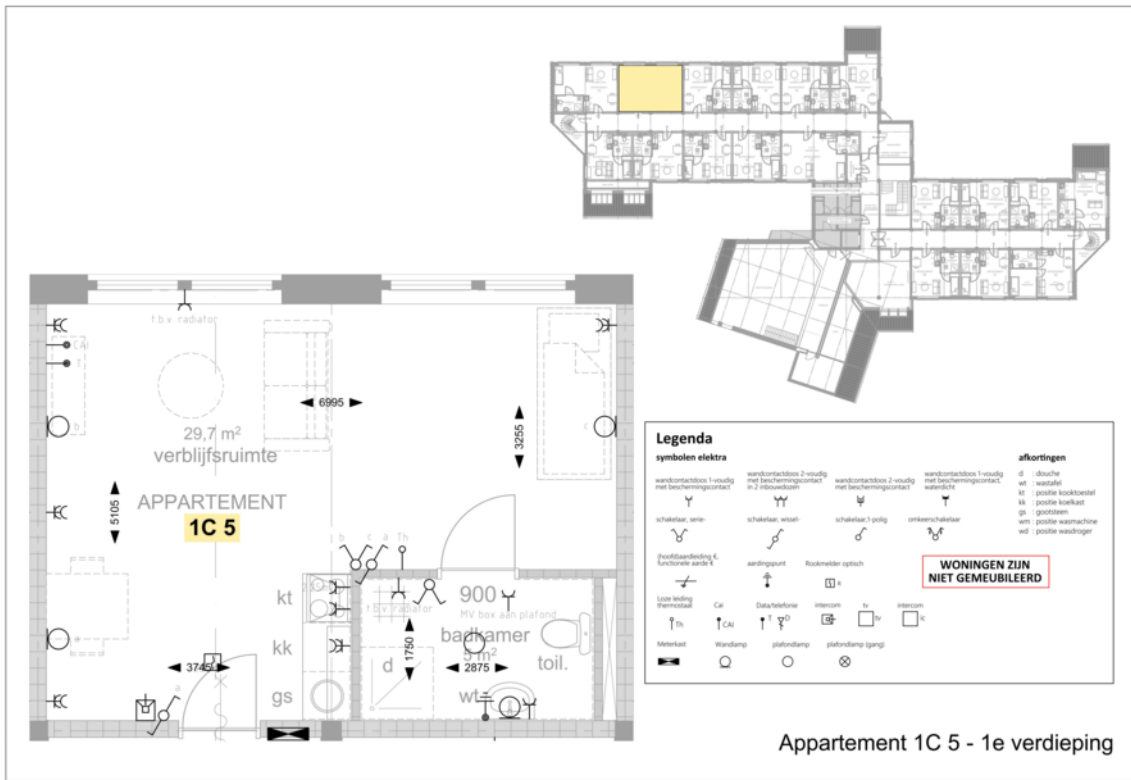 t.b.v. radiator
CAI
T
6995
29,7 m²
verblijfsruimte
b
c
3255
5105
APPARTEMENT
1C 5
b c a Th
kt
900
t.b.v. radiator
MV box aan plafond
badkamer
5 m²
toil.
kk
1750
2875
a
3745
d
gs
wt
a
Legenda
symbolen elektra
afkortingen
wandcontactdoos 1-voudig
met beschermingscontact
wandcontactdoos 2-voudig
met beschermingscontact
in 2 inbouwdozen
wandcontactdoos 2-voudig
met beschermingscontact
wandcontactdoos 1-voudig
met beschermingscontact,
waterdicht
schakelaar, serie-
schakelaar, wissel-
schakelaar,1-polig
omkeerschakelaar
(hoofd)aardleiding €,
functionele aarde €
aardingspunt
Rookmelder optisch
R
Loze leiding
thermostaat
Cai
Data/telefonie
intercom
tv
intercom
Th
CAI
T
D
tv
ic
Meterkast
Wandlamp
plafondlamp
plafondlamp (gang)
d : douche
wt : wastafel
kt : positie kooktoestel
kk : positie koelkast
gs : gootsteen
wm : positie wasmachine
wd : positie wasdroger
WONINGEN ZIJN
NIET GEMEUBILEERD
Appartement 1C 5 - 1e verdieping